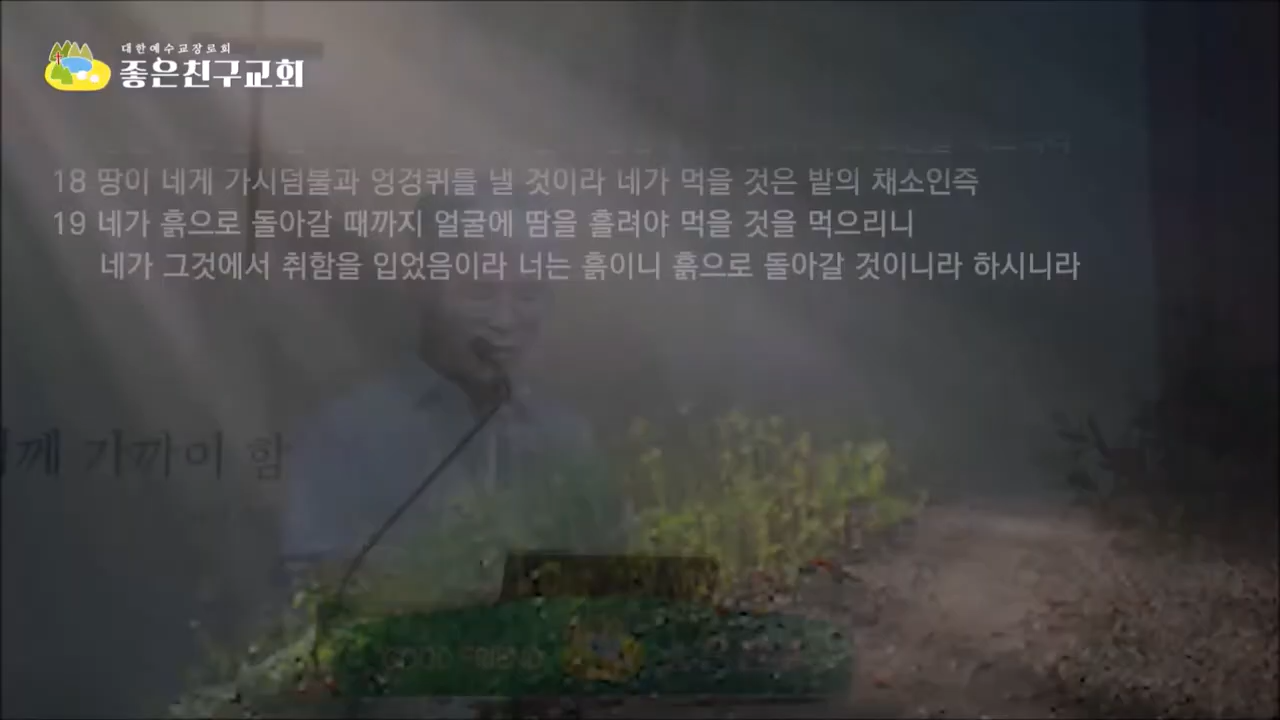 대한예수교장로회
좋은친구교회
18 땅이 네게 가시덤불과 엉겅퀴를 낼 것이라 네가 먹을 것은 밭의 채소인즉
19 네가 흙으로 돌아갈 때까지 얼굴에 땀을 흘려야 먹을 것을 먹으리니
네가 그것에서 취함을 입었음이라 너는 흙이니 흙으로 돌아갈 것이니라 하시니라
께 가까이 함